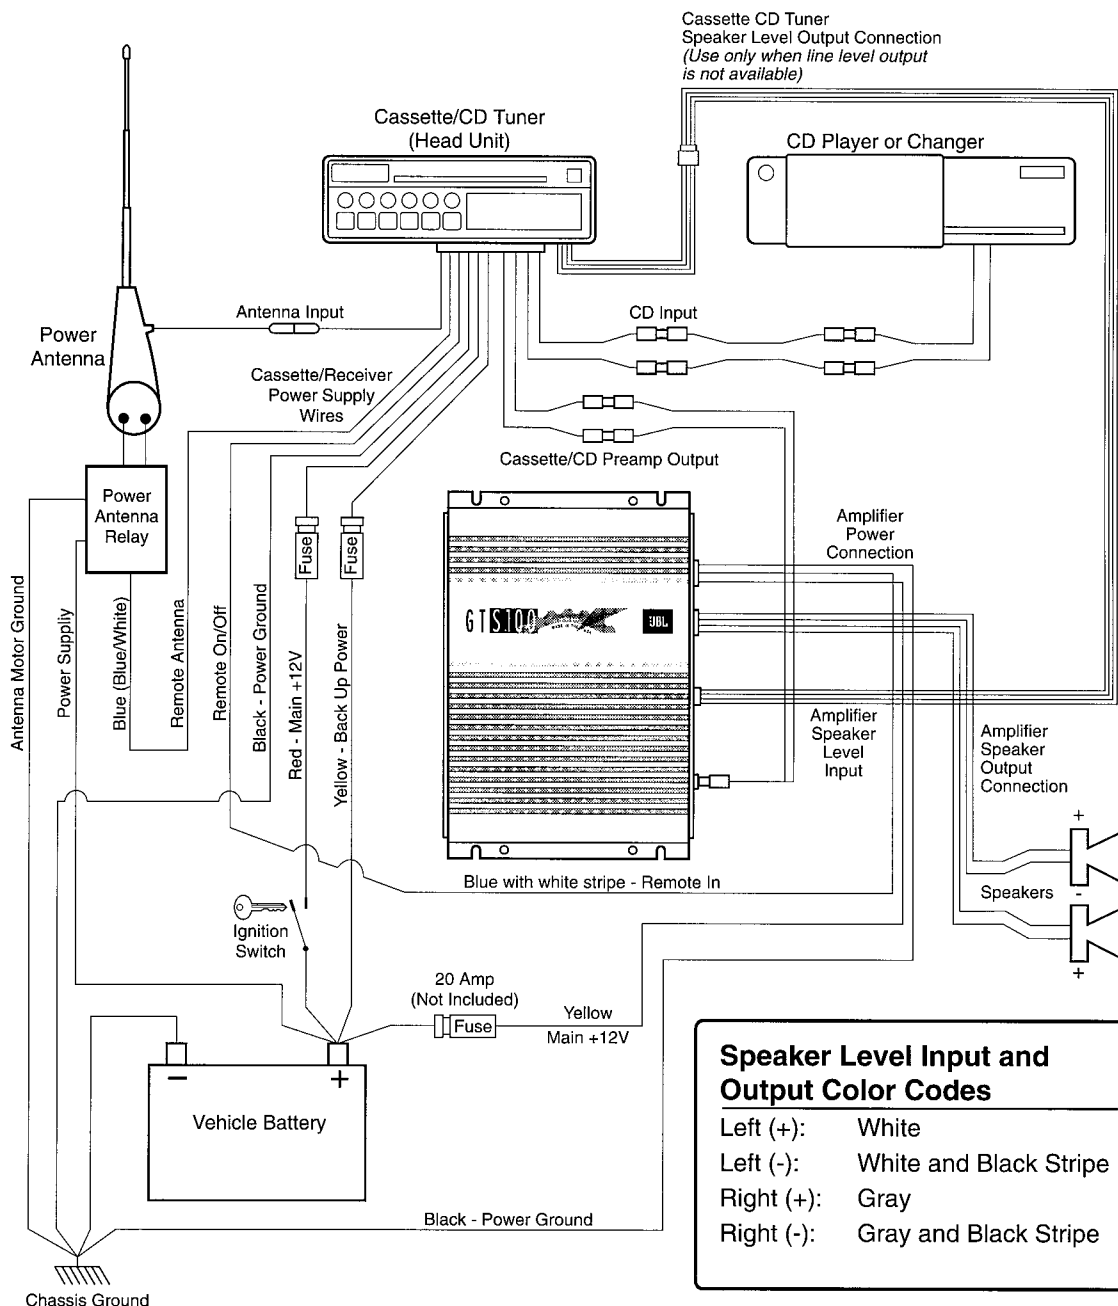 Cassette CD Tuner
Speaker Level Output Connection
(Use only when line level output
is not available)
Cassette/CD Tuner
(Head Unit)
CD Player or Changer
Antenna Input
CD Input
Power
Antenna
Cassette/Receiver
Power Supply
Wires
Cassette/CD Preamp Output
Power
Antenna
Relay
Fuse
Fuse
Amplifier
Power
Connection
GTS100
JBL
Antenna Motor Ground
Power Supply
Blue (Blue/White)
Remote Antenna
Remote On/Off
Black - Power Ground
Red - Main +12V
Yellow - Back Up Power
Amplifier
Speaker
Level
Input
Amplifier
Speaker
Output
Connection
+
Blue with white stripe - Remote In
Speakers
-
+
Ignition
Switch
20 Amp
(Not Included)
Fuse
Yellow
Main +12V
−
+
Vehicle Battery
Black - Power Ground
Chassis Ground
Speaker Level Input and
Output Color Codes
Left (+): White
Left (-): White and Black Stripe
Right (+): Gray
Right (-): Gray and Black Stripe